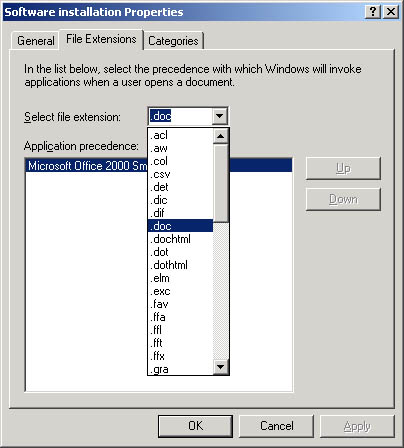 Software installation Properties
General
File Extensions
Categories
In the list below, select the precedence with which Windows will invoke
applications when a user opens a document.
Select file extension:
.doc
Application precedence:
Microsoft Office 2000 Sm
.acl
.aw
.col
.csv
.det
.dic
.dif
.doc
.dochtml
.dot
.dothtml
.elm
.exc
.fav
.ffa
.ffl
.fft
.ffx
.gra
Up
Down
OK
Cancel
Apply